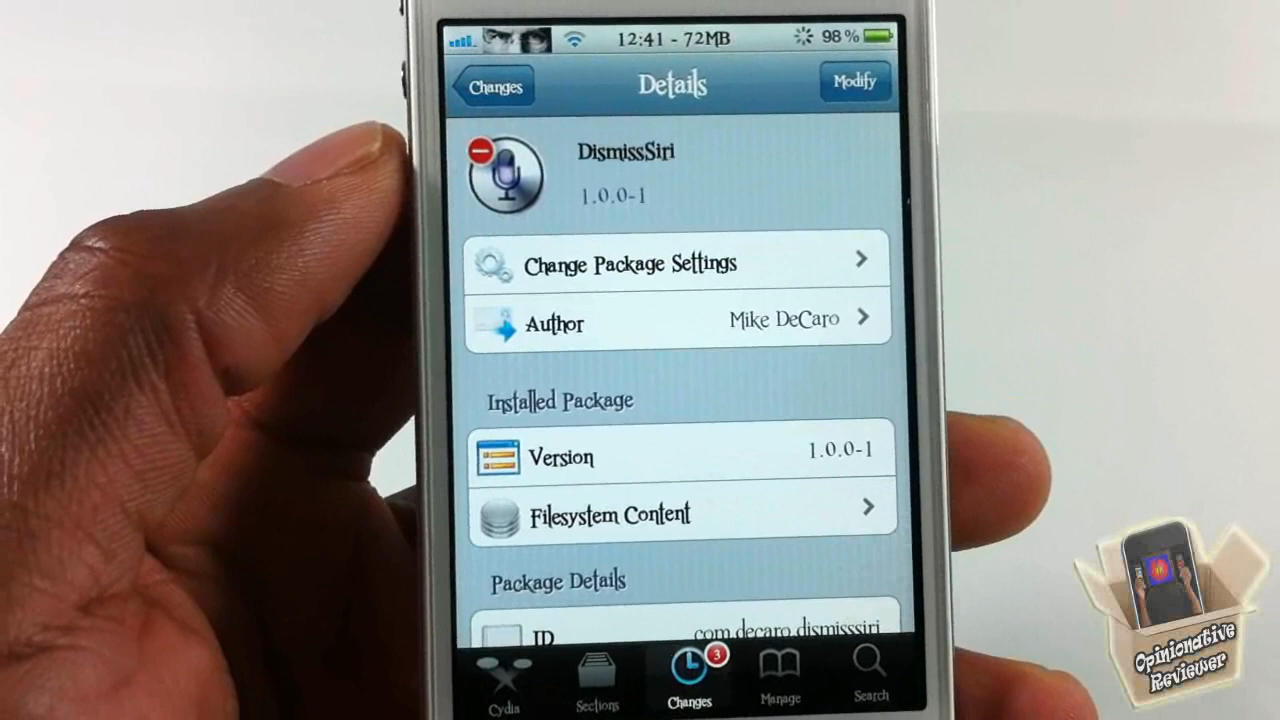 12:41 - 72MB 98%
Changes Details Modify
DismissSiri
1.0.0-1
Change Package Settings
Author Mike DeCaro
Installed Package
Version 1.0.0-1
Filesystem Content
Package Details
ID com.decaro.dismisssiri
3
Cydia Sections Changes Manage Search
Opinionative
Reviewer